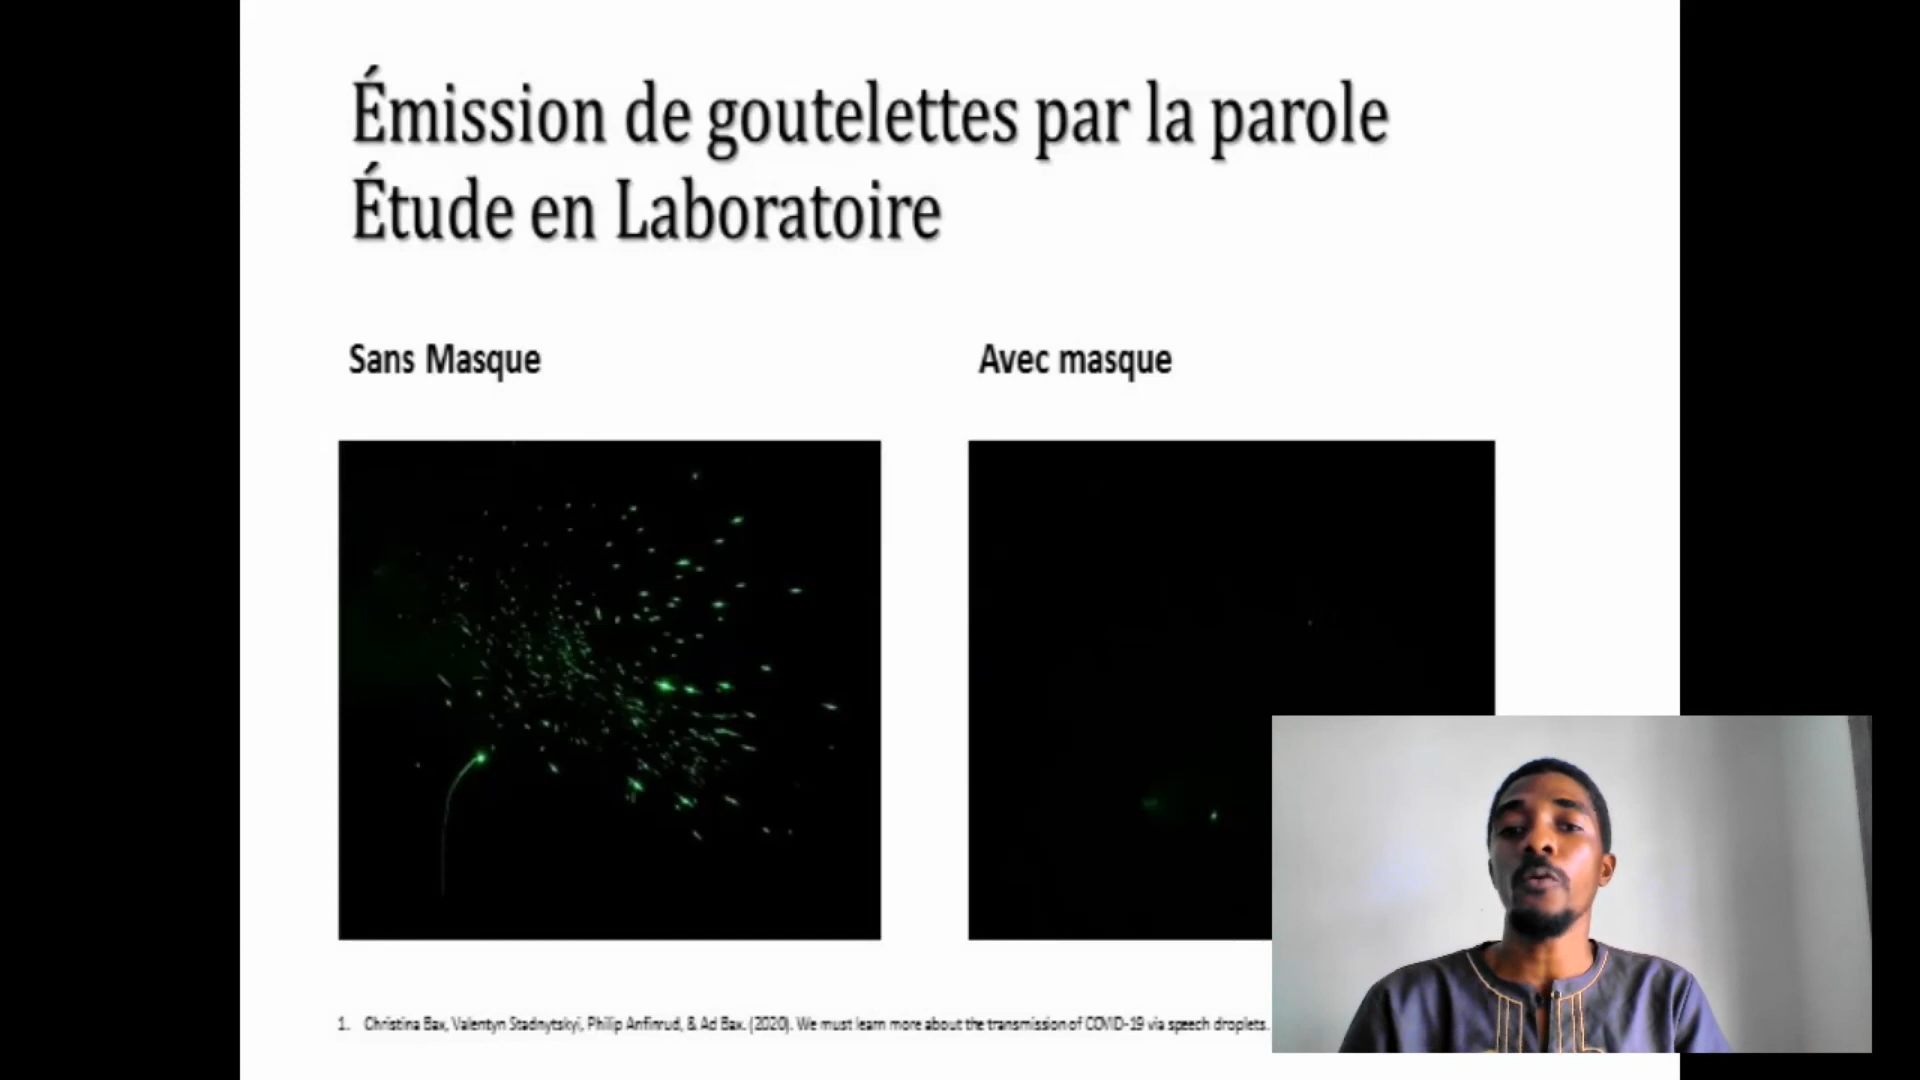 Émission de goutelettes par la parole
Étude en Laboratoire
Sans Masque
Avec masque
1. Christina Bax, Valentyn Stadnytskyi, Philip Anfinrud, & Ad Bax. (2020). We must learn more about the transmission of COVID-19 via speech droplets.